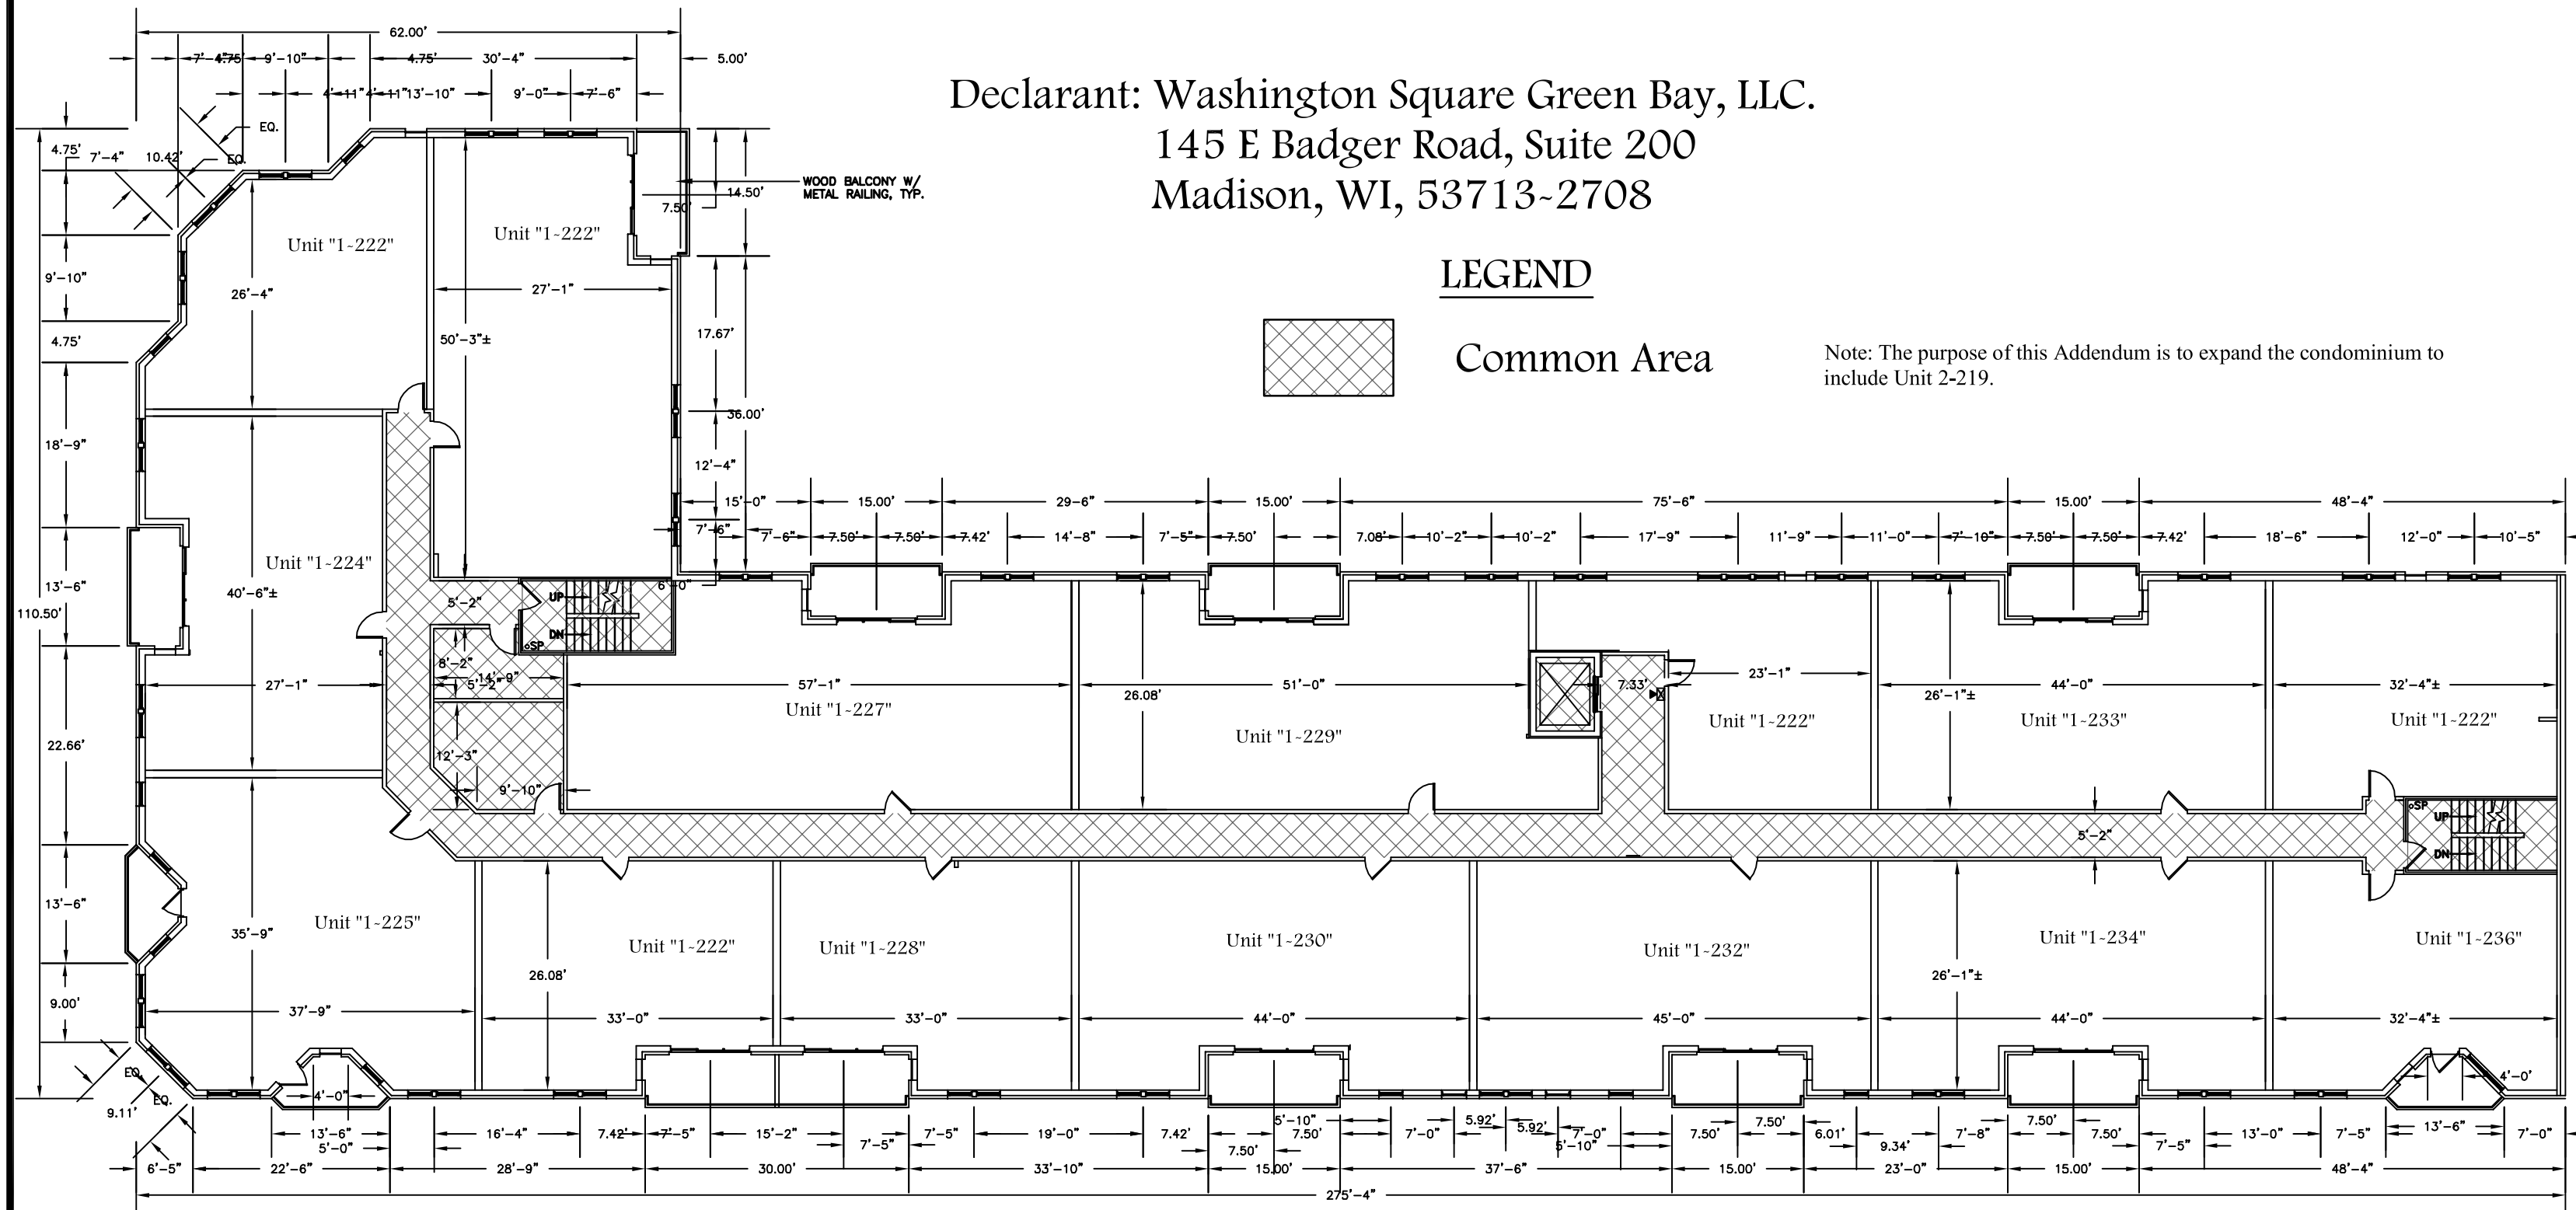 62.00'
7'-4" 4.75' 9'-10" 4.75' 30'-4" 5.00'
4'-11" 4'-11" 13'-10" 9'-0" 7'-6"
Declarant: Washington Square Green Bay, LLC.
145 E Badger Road, Suite 200
Madison, WI, 53713-2708
LEGEND
Common Area
Note: The purpose of this Addendum is to expand the condominium to
include Unit 2-219.
EQ.
4.75' 7'-4" 10.42' EQ.
WOOD BALCONY W/
METAL RAILING, TYP.
14.50'
7.50'
Unit "1~222"
Unit "1~222"
9'-10"
26'-4"
27'-1"
4.75'
50'-3"±
17.67'
36.00'
18'-9"
12'-4"
7'-6"
15'-0" 15.00' 29-6" 15.00' 75'-6" 15.00' 48'-4"
7'-6" 7.50' 7.50' 7.42' 14'-8" 7'-5" 7.50' 7.08' 10'-2" 10'-2" 17'-9" 11'-9" 11'-0" 7'-10" 7.50' 7.50' 7.42' 18'-6" 12'-0" 10'-5"
Unit "1~224"
13'-6"
40'-6"±
110.50'
6'-0"
5'-2"
UP
DN
SP
8'-2"
14'-9"
5'-2"
27'-1"
57'-1"
Unit "1~227"
26.08'
51'-0"
Unit "1~229"
7.33'
23'-1"
Unit "1~222"
26'-1"±
44'-0"
Unit "1~233"
32'-4"±
Unit "1~222"
22.66'
12'-3"
9'-10"
5'-2"
SP
UP
DN
13'-6"
35'-9"
Unit "1~225"
Unit "1~222"
Unit "1~228"
Unit "1~230"
Unit "1~232"
Unit "1~234"
Unit "1~236"
26.08'
26'-1"±
9.00'
37'-9" 33'-0" 33'-0" 44'-0" 45'-0" 44'-0" 32'-4"±
EQ.
EQ.
9.11'
4'-0"
4'-0'
13'-6" 16'-4" 7.42' 7'-5" 15'-2" 7'-5" 19'-0" 7.42' 5'-10" 7.50' 7'-0" 5.92' 5.92' 7'-0" 7.50' 7.50' 6.01' 7'-8" 7.50' 7.50' 13'-0" 7'-5" 13'-6" 7'-0"
5'-0" 7'-5" 7.50' 5'-10" 9.34' 7'-5"
6'-5" 22'-6" 28'-9" 30.00' 33'-10" 15.00' 37'-6" 15.00' 23'-0" 15.00' 48'-4"
275'-4"